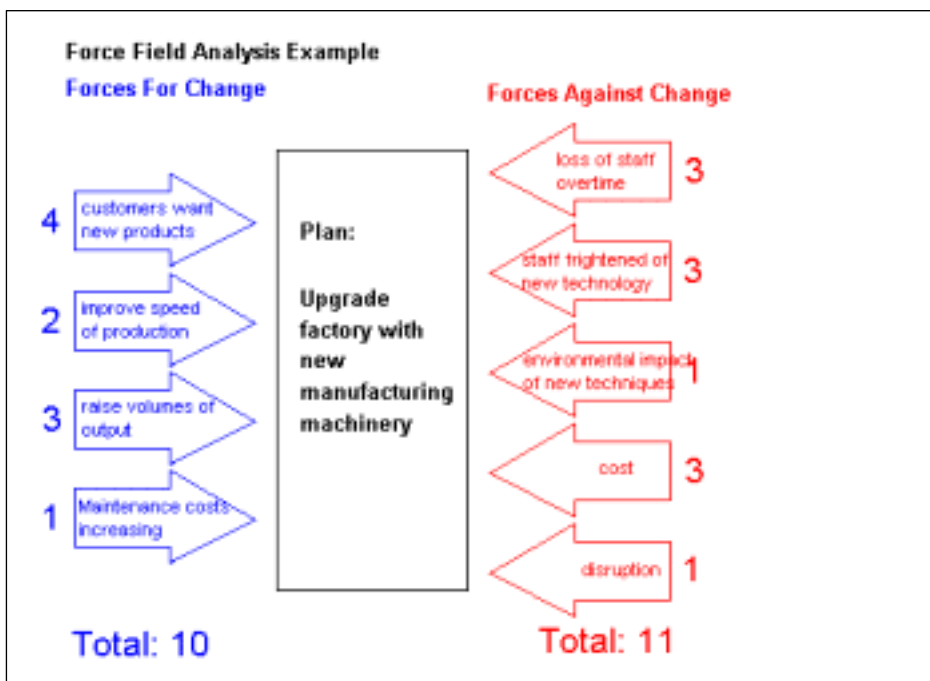 Force Field Analysis Example
Forces For Change
4
customers want
new products
2
improve speed
of production
3
raise volumes of
output
1
Maintenance costs
increasing
Total: 10
Plan:
Upgrade
factory with
new
manufacturing
machinery
Forces Against Change
loss of staff
overtime
3
staff frightened of
new technology
3
environmental impact
of new techniques
1
cost
3
disruption
1
Total: 11